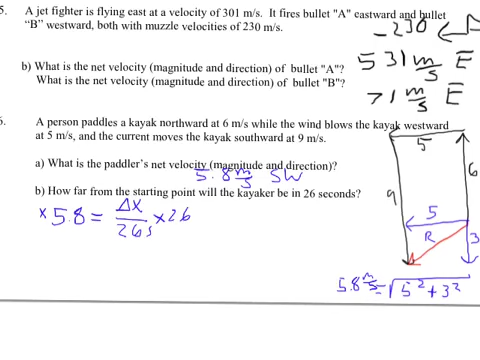 5. A jet fighter is flying east at a velocity of 301 m/s. It fires bullet "A" eastward and bullet
"B" westward, both with muzzle velocities of 230 m/s.
-230
b) What is the net velocity (magnitude and direction) of bullet "A"?
531 m/s E
What is the net velocity (magnitude and direction) of bullet "B"?
71 m/s E
6. A person paddles a kayak northward at 6 m/s while the wind blows the kayak westward
at 5 m/s, and the current moves the kayak southward at 9 m/s.
5
a) What is the paddler's net velocity (magnitude and direction)?
5.8 m/s SW
6
b) How far from the starting point will the kayaker be in 26 seconds?
9
× 5.8 = ΔX / 26s × 26
5
R
3
5.8 m/s = √5² + 3²